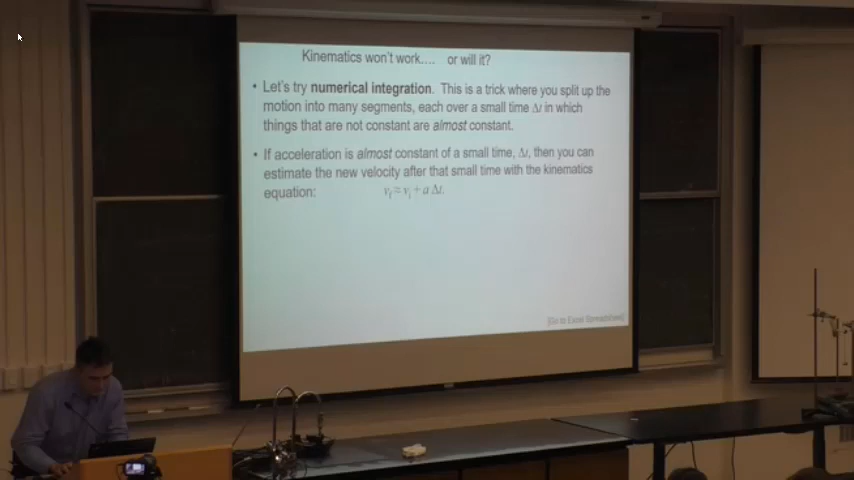 Kinematics won't work.... or will it?
• Let's try numerical integration. This is a trick where you split up the
motion into many segments, each over a small time Δt in which
things that are not constant are almost constant.
• If acceleration is almost constant of a small time, Δt, then you can
estimate the new velocity after that small time with the kinematics
equation: v_f ≈ v_i + a Δt.
[Go to Excel Spreadsheet]